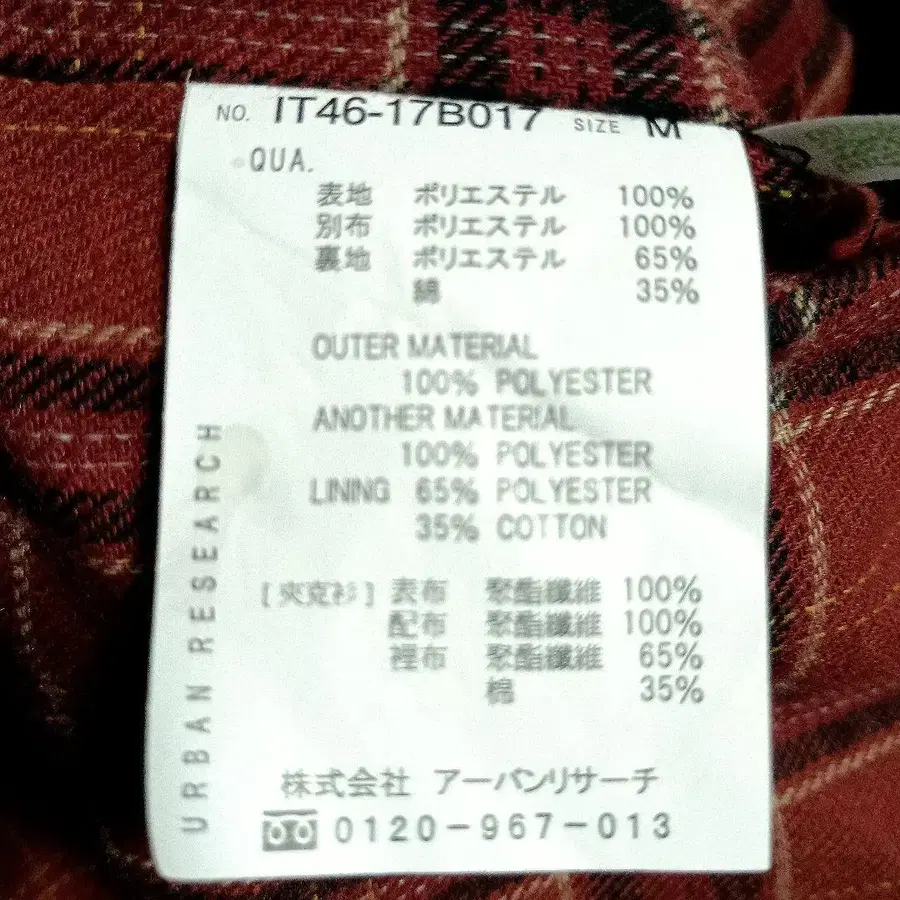 NO. IT46-17B017 SIZE M
QUA.
表地 ポリエステル 100%
別布 ポリエステル 100%
裏地 ポリエステル 65%
綿 35%
OUTER MATERIAL
100% POLYESTER
ANOTHER MATERIAL
100% POLYESTER
LINING 65% POLYESTER
35% COTTON
[夾克衫] 表布 聚酯纖維 100%
配布 聚酯纖維 100%
裡布 聚酯纖維 65%
棉 35%
URBAN RESEARCH
株式会社 アーバンリサーチ
0120-967-013